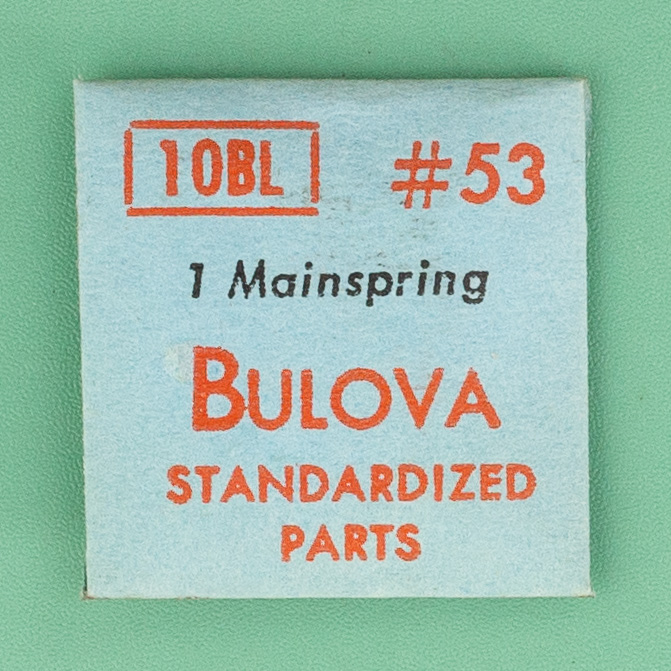 10BL #53
1 Mainspring
BULOVA
STANDARDIZED
PARTS